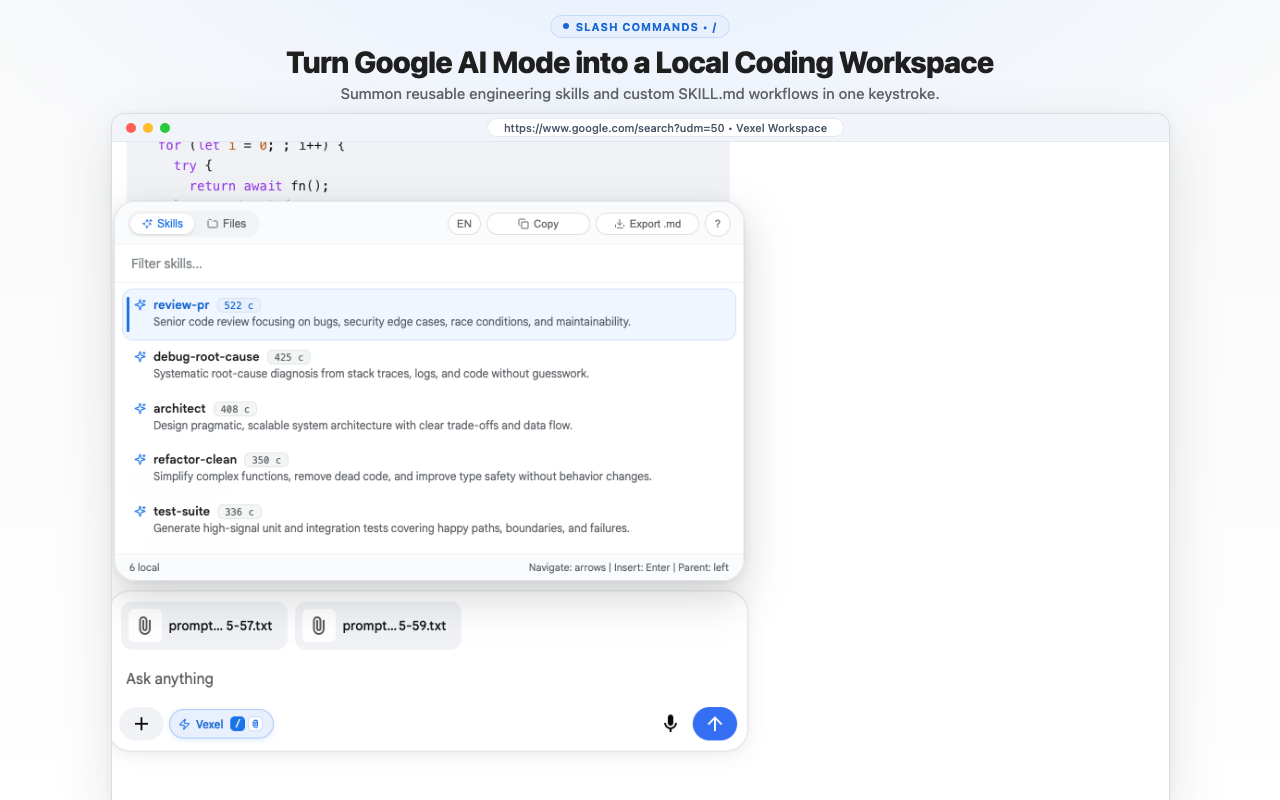 SLASH COMMANDS • /
Turn Google AI Mode into a Local Coding Workspace
Summon reusable engineering skills and custom SKILL.md workflows in one keystroke.
https://www.google.com/search?udm=50 • Vexel Workspace
for (let i = 0; ; i++) {
try {
return await fn();
Skills Files EN Copy Export .md ?
Filter skills...
review-pr 522 c
Senior code review focusing on bugs, security edge cases, race conditions, and maintainability.
debug-root-cause 425 c
Systematic root-cause diagnosis from stack traces, logs, and code without guesswork.
architect 408 c
Design pragmatic, scalable system architecture with clear trade-offs and data flow.
refactor-clean 350 c
Simplify complex functions, remove dead code, and improve type safety without behavior changes.
test-suite 336 c
Generate high-signal unit and integration tests covering happy paths, boundaries, and failures.
6 local Navigate: arrows | Insert: Enter | Parent: left
prompt... 5-57.txt prompt... 5-59.txt
Ask anything
Vexel / @